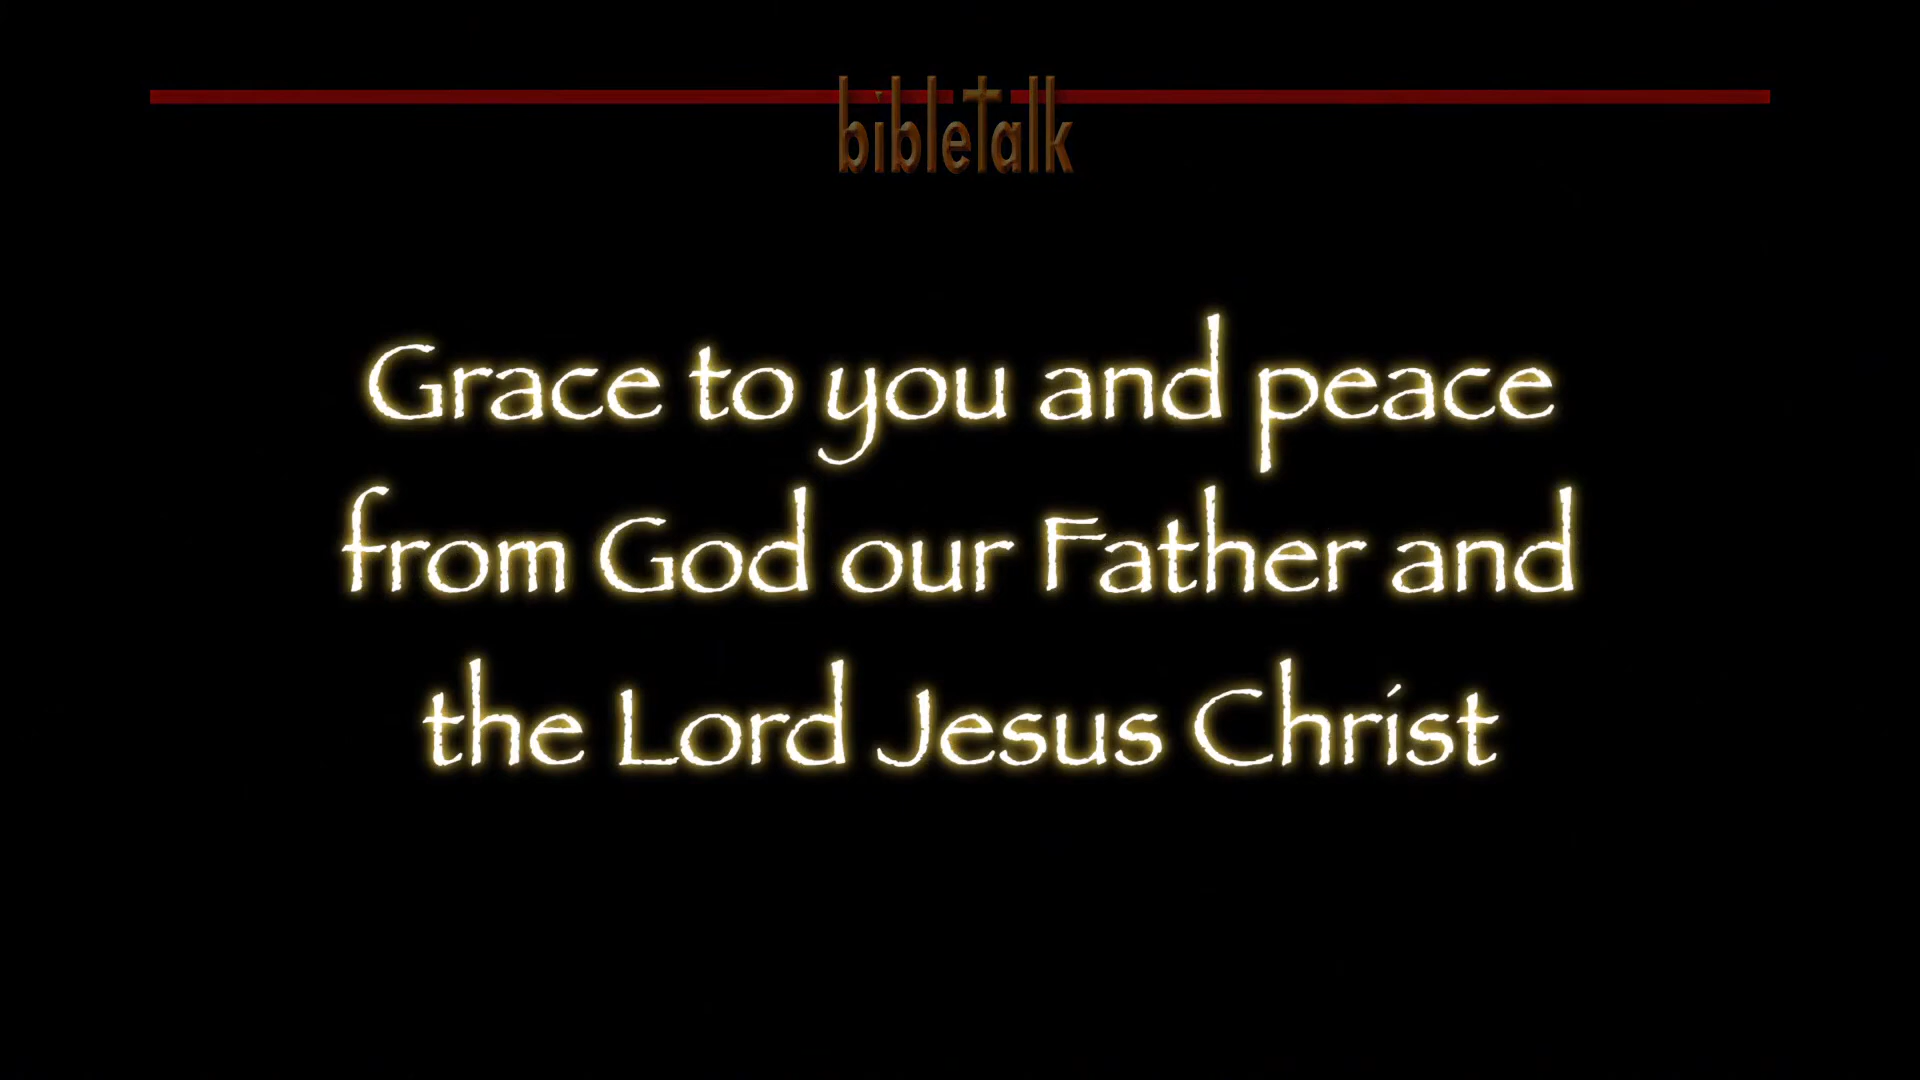 bibleTalk
Grace to you and peace
from God our Father and
the Lord Jesus Christ